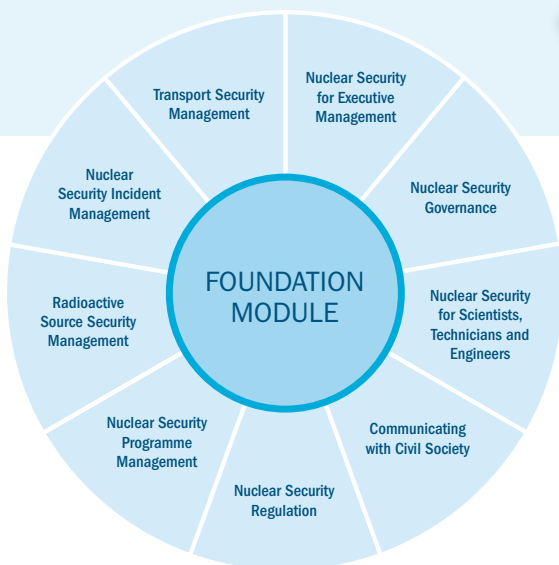 Nuclear Security
for Executive
Management
Nuclear Security
Governance
Nuclear Security
for Scientists,
Technicians and
Engineers
Communicating
with Civil Society
Nuclear Security
Regulation
Nuclear Security
Programme
Management
Radioactive
Source Security
Management
Nuclear
Security Incident
Management
Transport Security
Management
FOUNDATION
MODULE